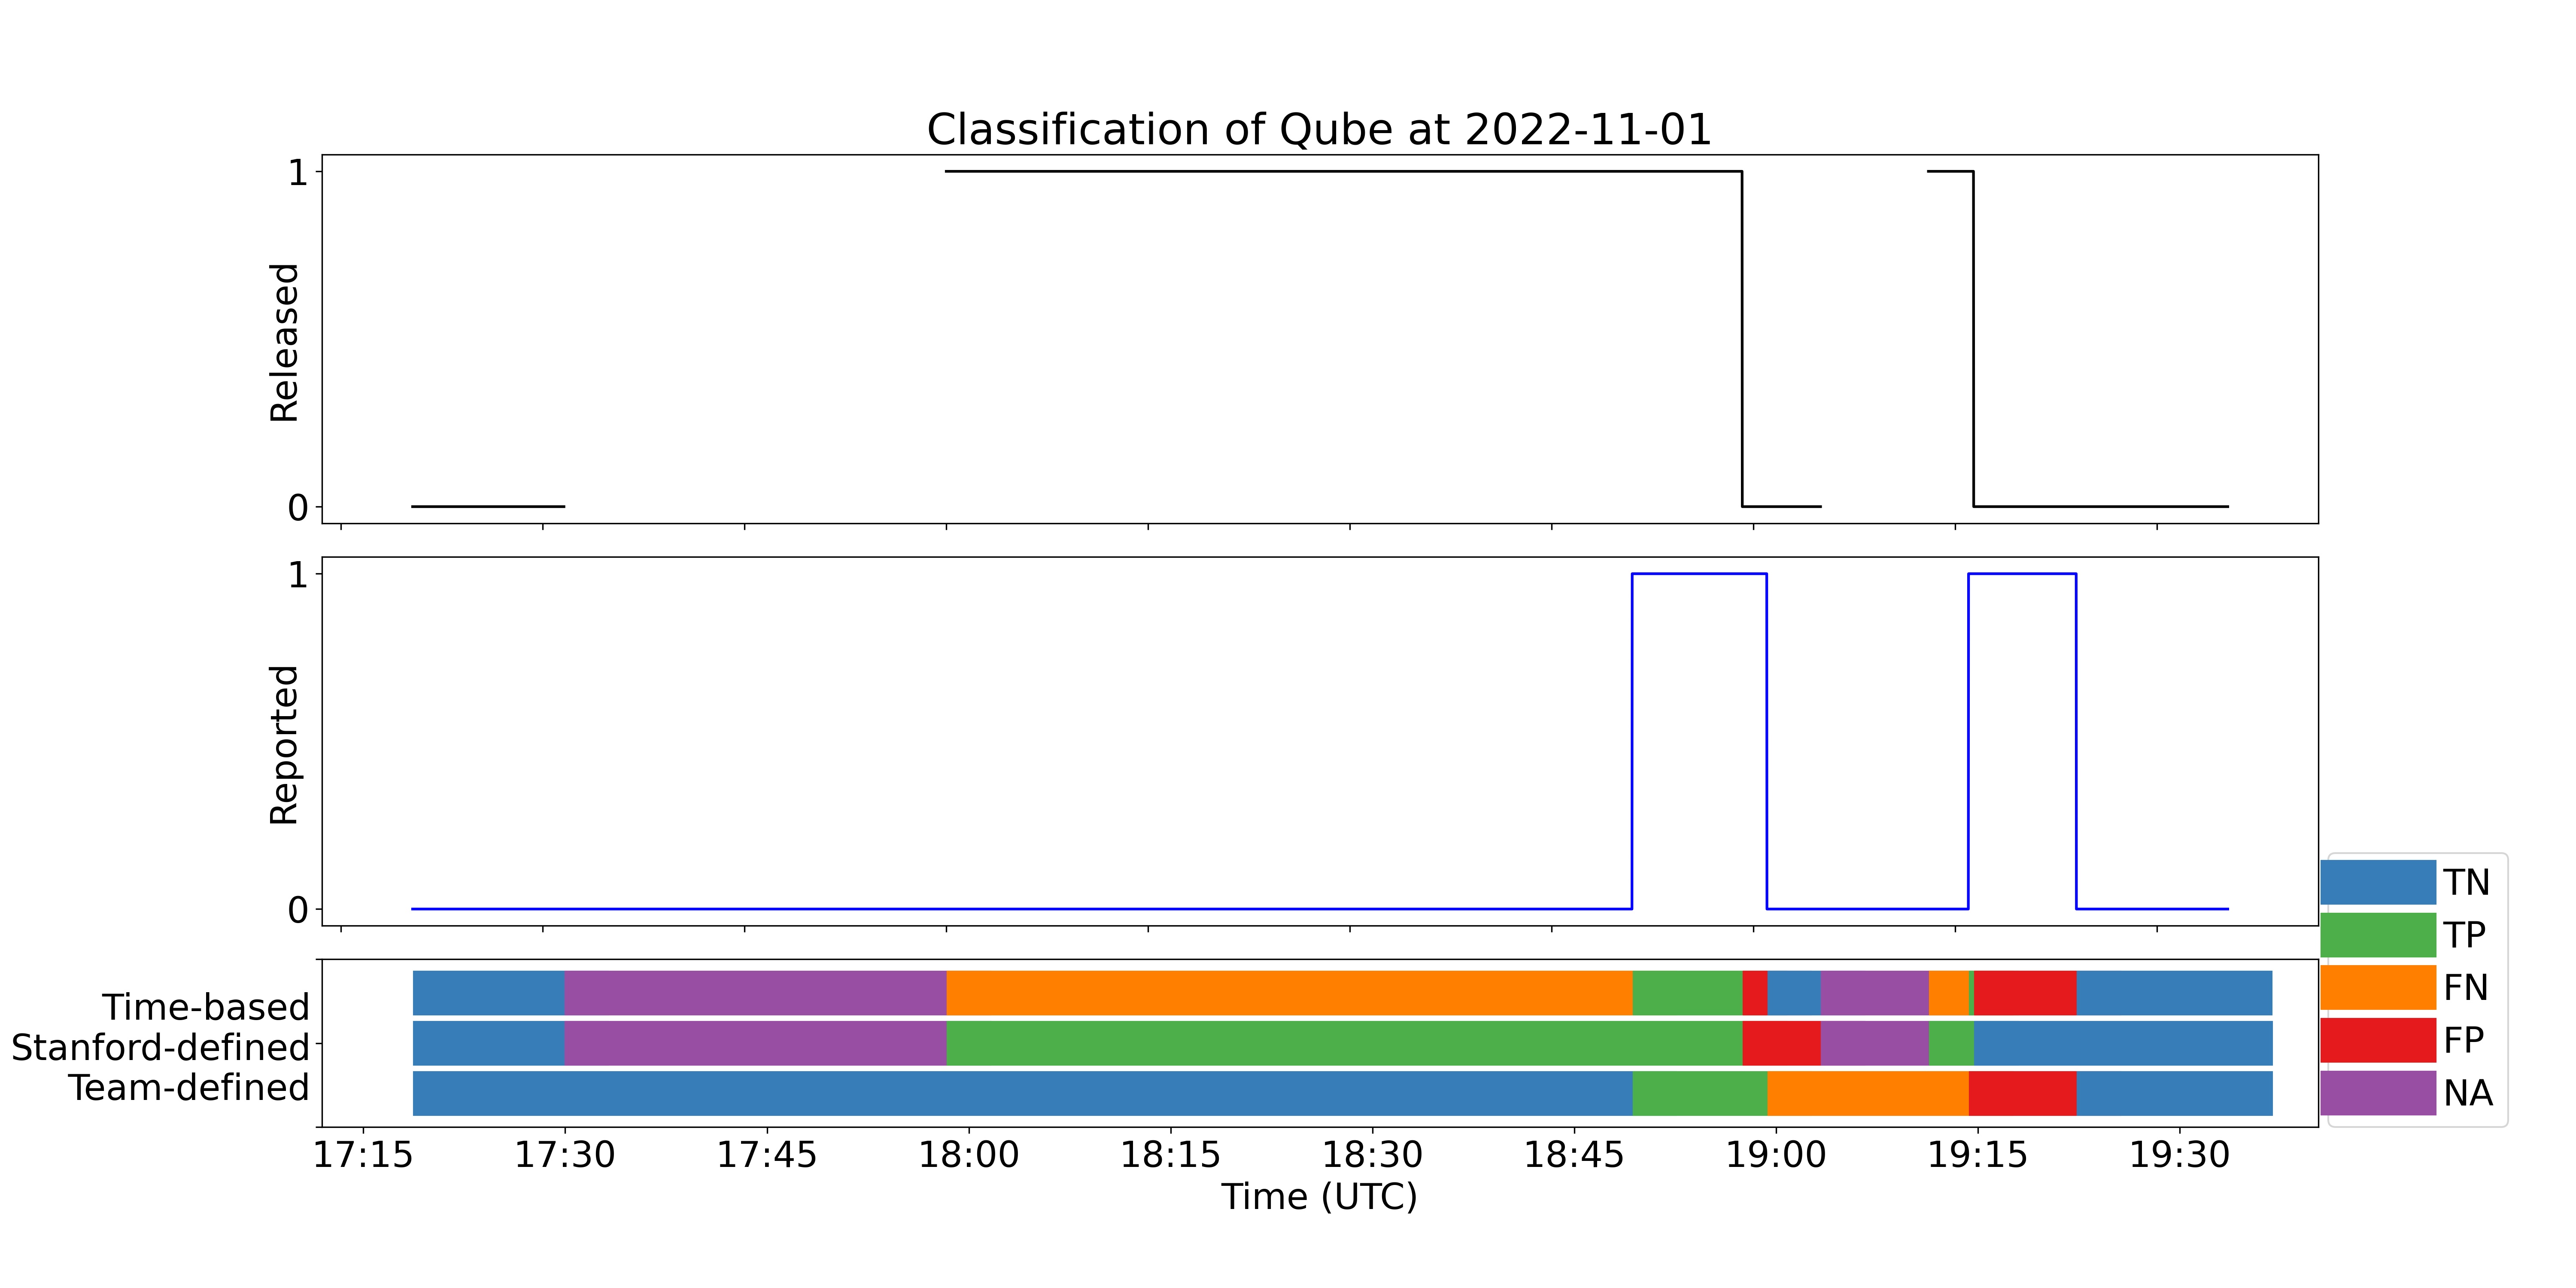 Classification of Qube at 2022-11-01
1
Released
0
1
Reported
0
TN
TP
FN
FP
NA
Time-based
Stanford-defined
Team-defined
17:15 17:30 17:45 18:00 18:15 18:30 18:45 19:00 19:15 19:30
Time (UTC)